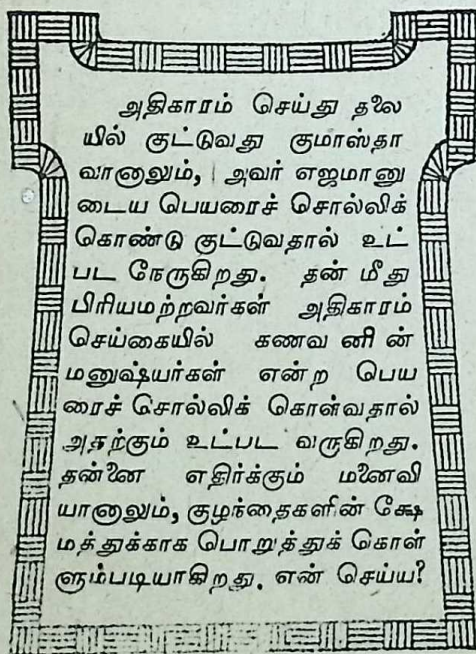 அதிகாரம் செய்து தலை
யில் குட்டுவது குமாஸ்தா
வானாலும், அவர் எஜமானு
டைய பெயரைச் சொல்லிக்
கொண்டு குட்டுவதால் உட்
பட நேருகிறது. தன் மீது
பிரியமற்றவர்கள் அதிகாரம்
செய்கையில் கணவ னி ன்
மனுஷ்யர்கள் என்ற பெய
ரைச் சொல்லிக் கொள்வதால்
அதற்கும் உட்பட வருகிறது.
தன்னை எதிர்க்கும் மனைவி
யானாலும், குழந்தைகளின் க்ஷே
மத்துக்காக பொறுத்துக் கொள்
ளும்படியாகிறது. என் செய்ய?